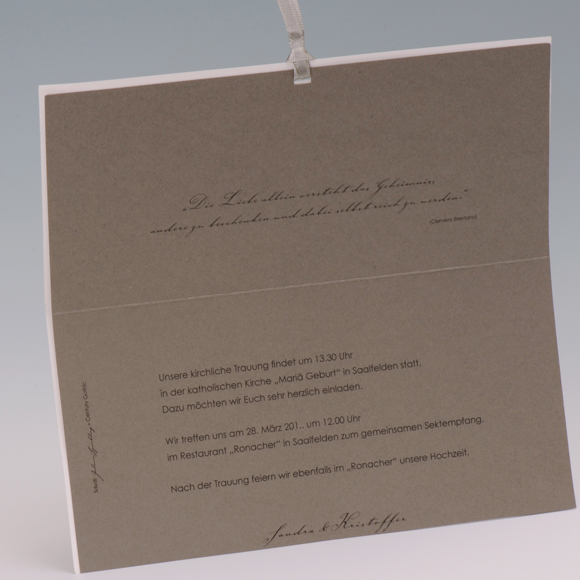 „Die Liebe allein versteht das Geheimnis,
andere zu beschenken und dabei selbst reich zu werden."
-Clemens Brentano
Unsere kirchliche Trauung findet um 13.30 Uhr
in der katholischen Kirche „Mariä Geburt" in Saalfelden statt.
Dazu möchten wir Euch sehr herzlich einladen.
Wir treffen uns am 28. März 201.. um 12.00 Uhr
im Restaurant „Ronacher" in Saalfelden zum gemeinsamen Sektempfang.
Nach der Trauung feiern wir ebenfalls im „Ronacher" unsere Hochzeit.
Sandra & Kristoffer
Century Gothic